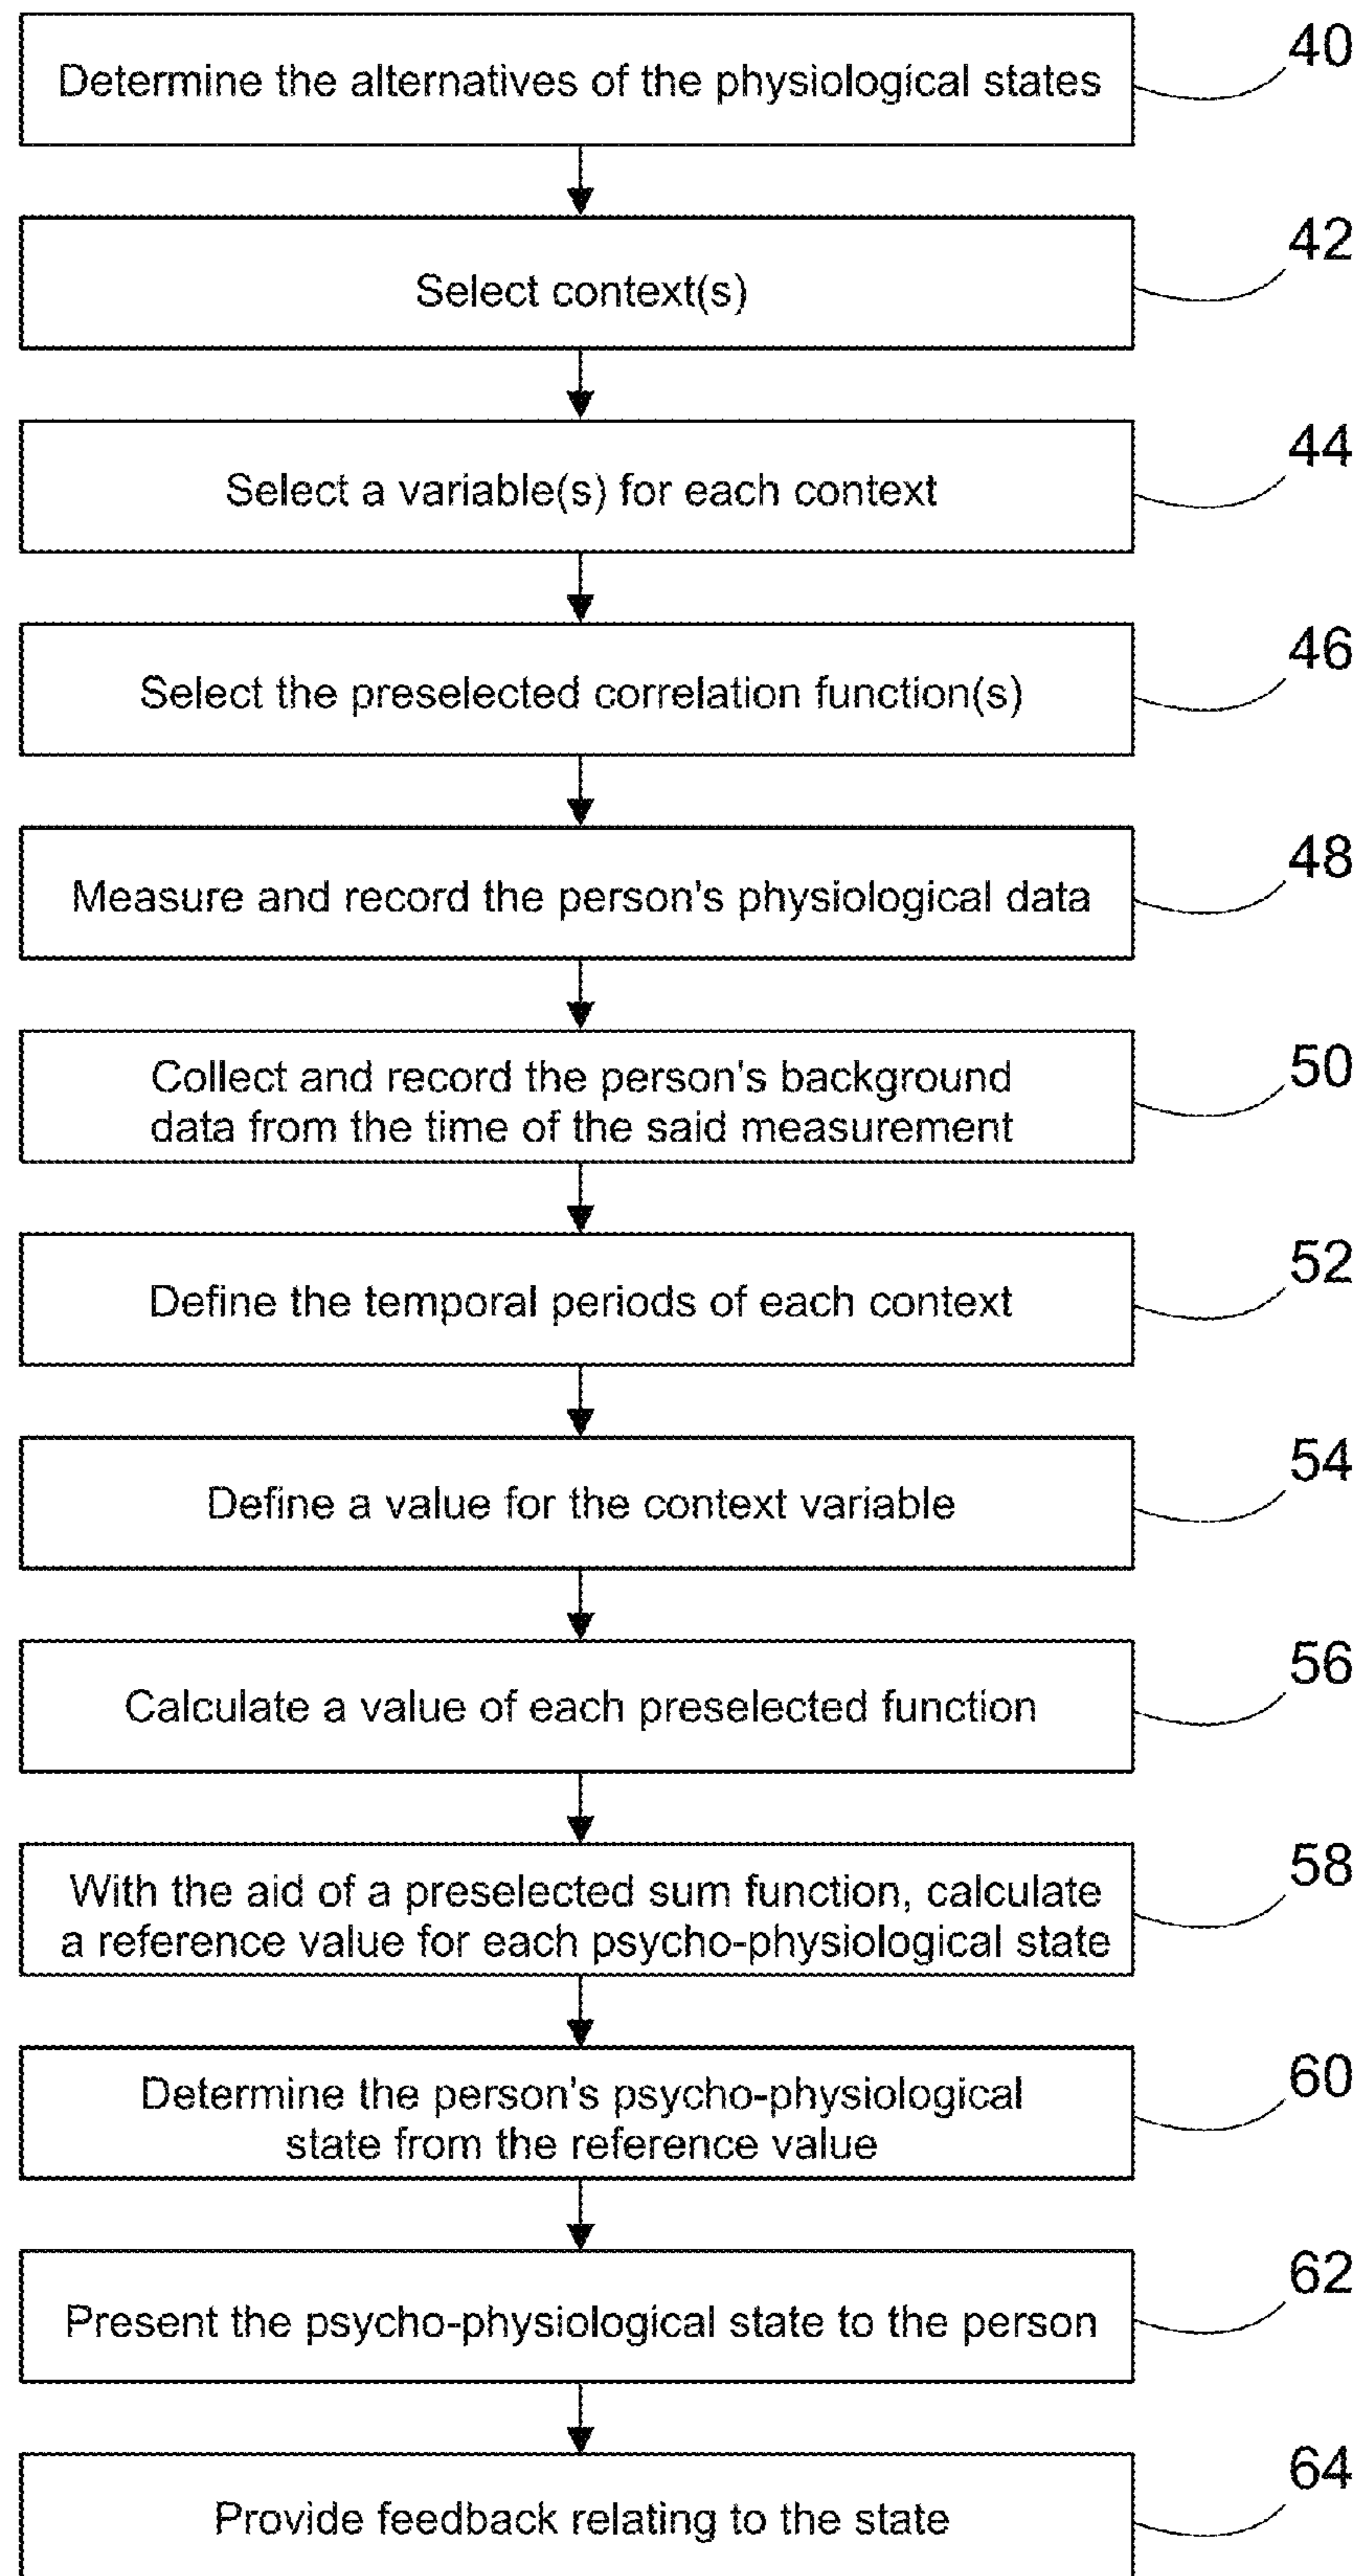 Determine the alternatives of the physiological states
40
Select context(s)
42
Select a variable(s) for each context
44
Select the preselected correlation function(s)
46
Measure and record the person's physiological data
48
Collect and record the person's background
data from the time of the said measurement
50
Define the temporal periods of each context
52
Define a value for the context variable
54
Calculate a value of each preselected function
56
With the aid of a preselected sum function, calculate
a reference value for each psycho-physiological state
58
Determine the person's psycho-physiological
state from the reference value
60
Present the psycho-physiological state to the person
62
Provide feedback relating to the state
64